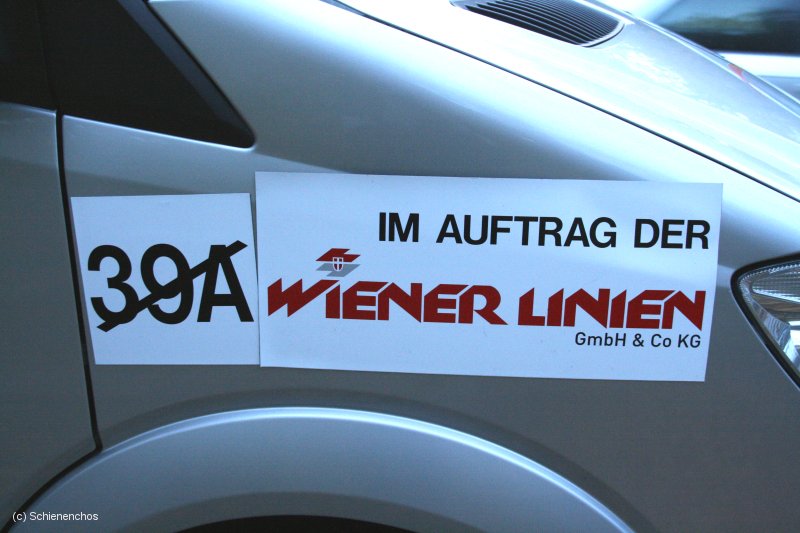 39A
IM AUFTRAG DER
WIENER LINIEN
GmbH & Co KG
(c) Schienenchos